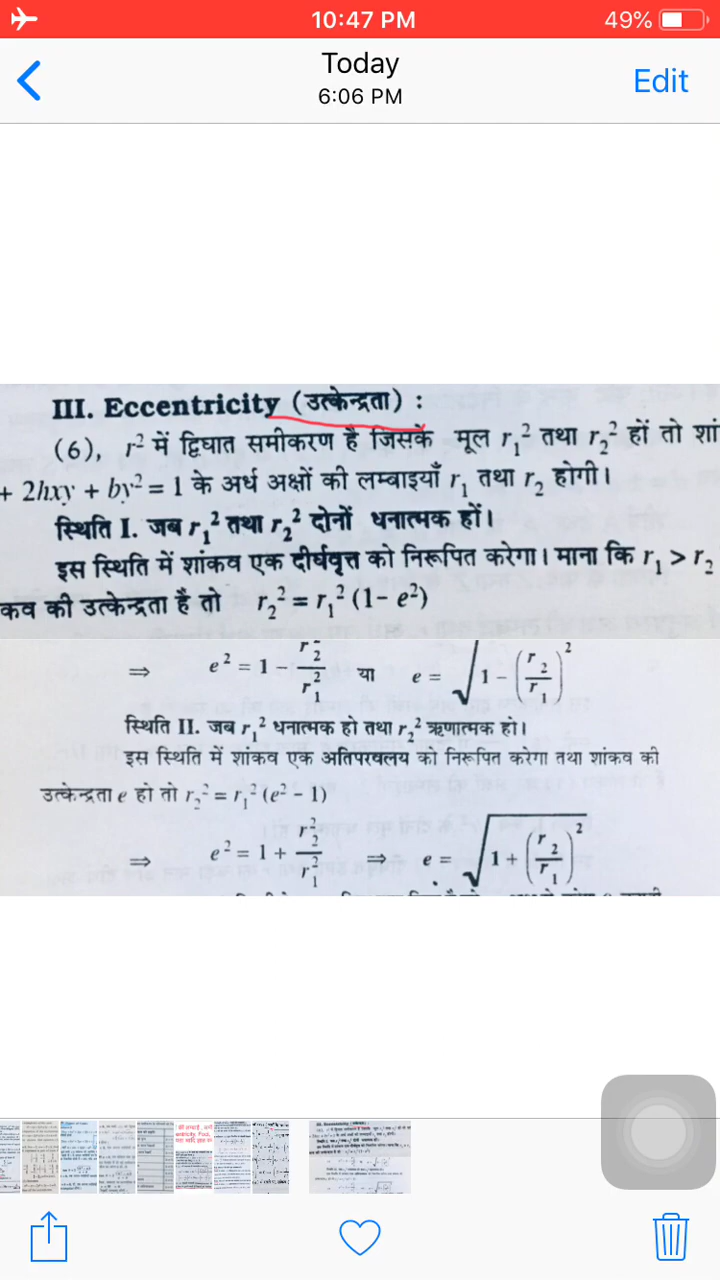 10:47 PM
49%
Today
6:06 PM
Edit
III. Eccentricity (उत्केन्द्रता) :
(6), r² में द्विघात समीकरण है जिसके मूल r₁² तथा r₂² हों तो शां
+ 2hxy + by² = 1 के अर्ध अक्षों की लम्बाइयाँ r₁ तथा r₂ होगी।
स्थिति I. जब r₁² तथा r₂² दोनों धनात्मक हों।
इस स्थिति में शांकव एक दीर्घवृत्त को निरूपित करेगा। माना कि r₁ > r₂
कव की उत्केन्द्रता है तो r₂² = r₁² (1– e²)
⇒ e² = 1 – r₂²/r₁² या e = √(1 – (r₂/r₁)²)
स्थिति II. जब r₁² धनात्मक हो तथा r₂² ऋणात्मक हो।
इस स्थिति में शांकव एक अतिपरवलय को निरूपित करेगा तथा शांकव की
उत्केन्द्रता e हो तो r₂² = r₁² (e² – 1)
⇒ e² = 1 + r₂²/r₁² ⇒ e = √(1 + (r₂/r₁)²)